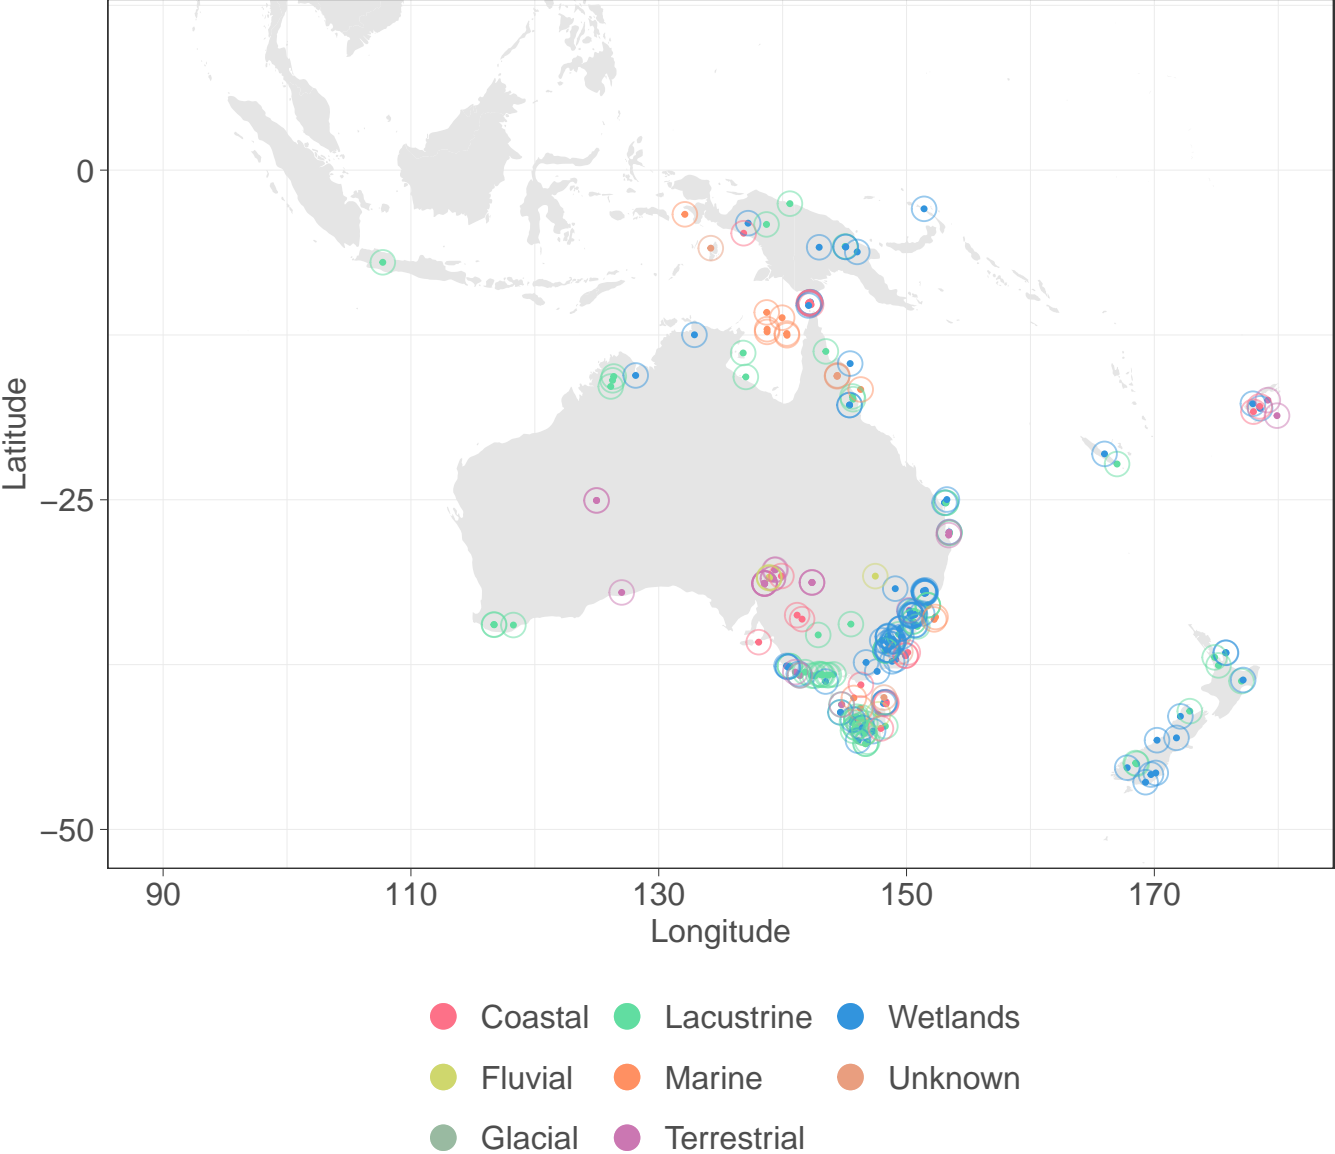 Latitude
0
−25
−50
90 110 130 150 170
Longitude
Coastal Lacustrine Wetlands
Fluvial Marine Unknown
Glacial Terrestrial